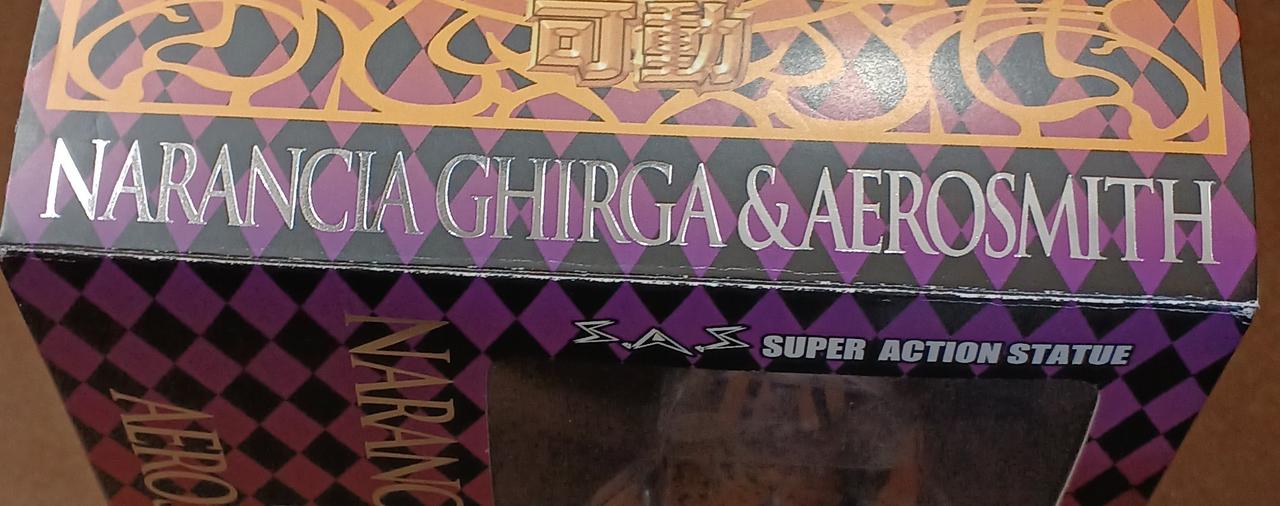 可動
NARANCIA GHIRGA & AEROSMITH
S.A.S SUPER ACTION STATUE
NARANC
AERO